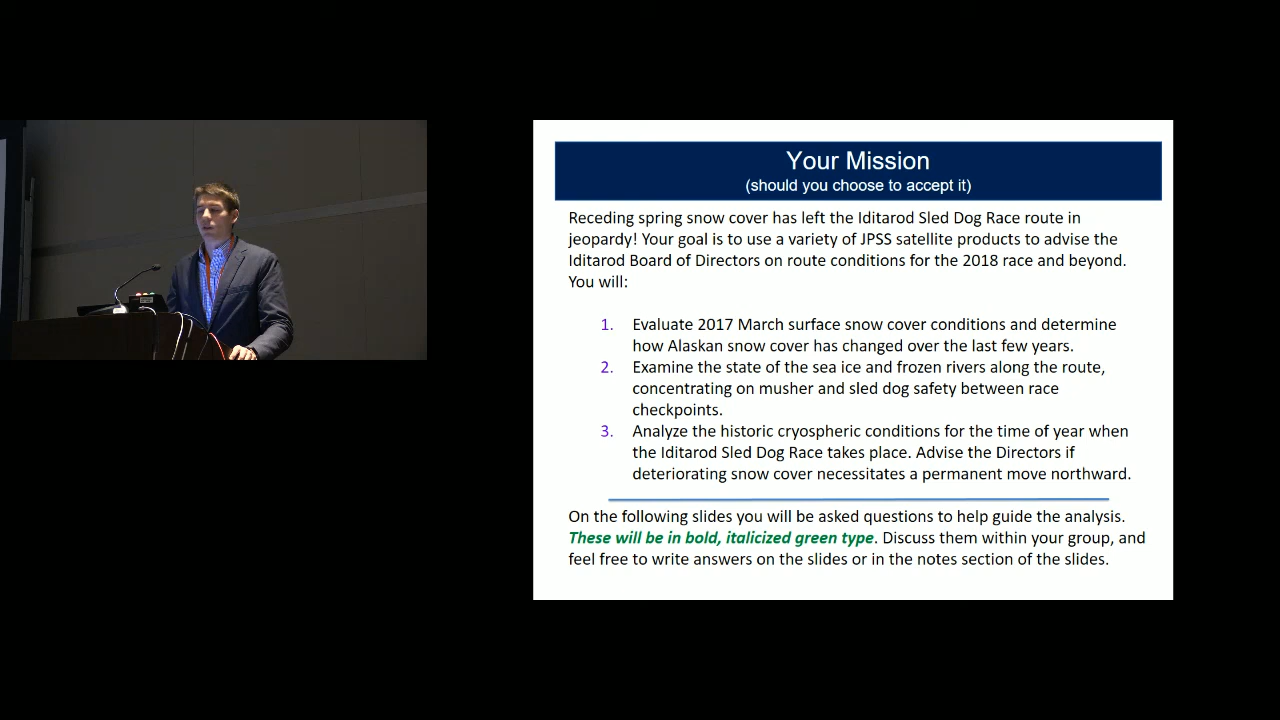 Your Mission
(should you choose to accept it)
Receding spring snow cover has left the Iditarod Sled Dog Race route in
jeopardy! Your goal is to use a variety of JPSS satellite products to advise the
Iditarod Board of Directors on route conditions for the 2018 race and beyond.
You will:
1. Evaluate 2017 March surface snow cover conditions and determine
how Alaskan snow cover has changed over the last few years.
2. Examine the state of the sea ice and frozen rivers along the route,
concentrating on musher and sled dog safety between race
checkpoints.
3. Analyze the historic cryospheric conditions for the time of year when
the Iditarod Sled Dog Race takes place. Advise the Directors if
deteriorating snow cover necessitates a permanent move northward.
On the following slides you will be asked questions to help guide the analysis.
These will be in bold, italicized green type. Discuss them within your group, and
feel free to write answers on the slides or in the notes section of the slides.